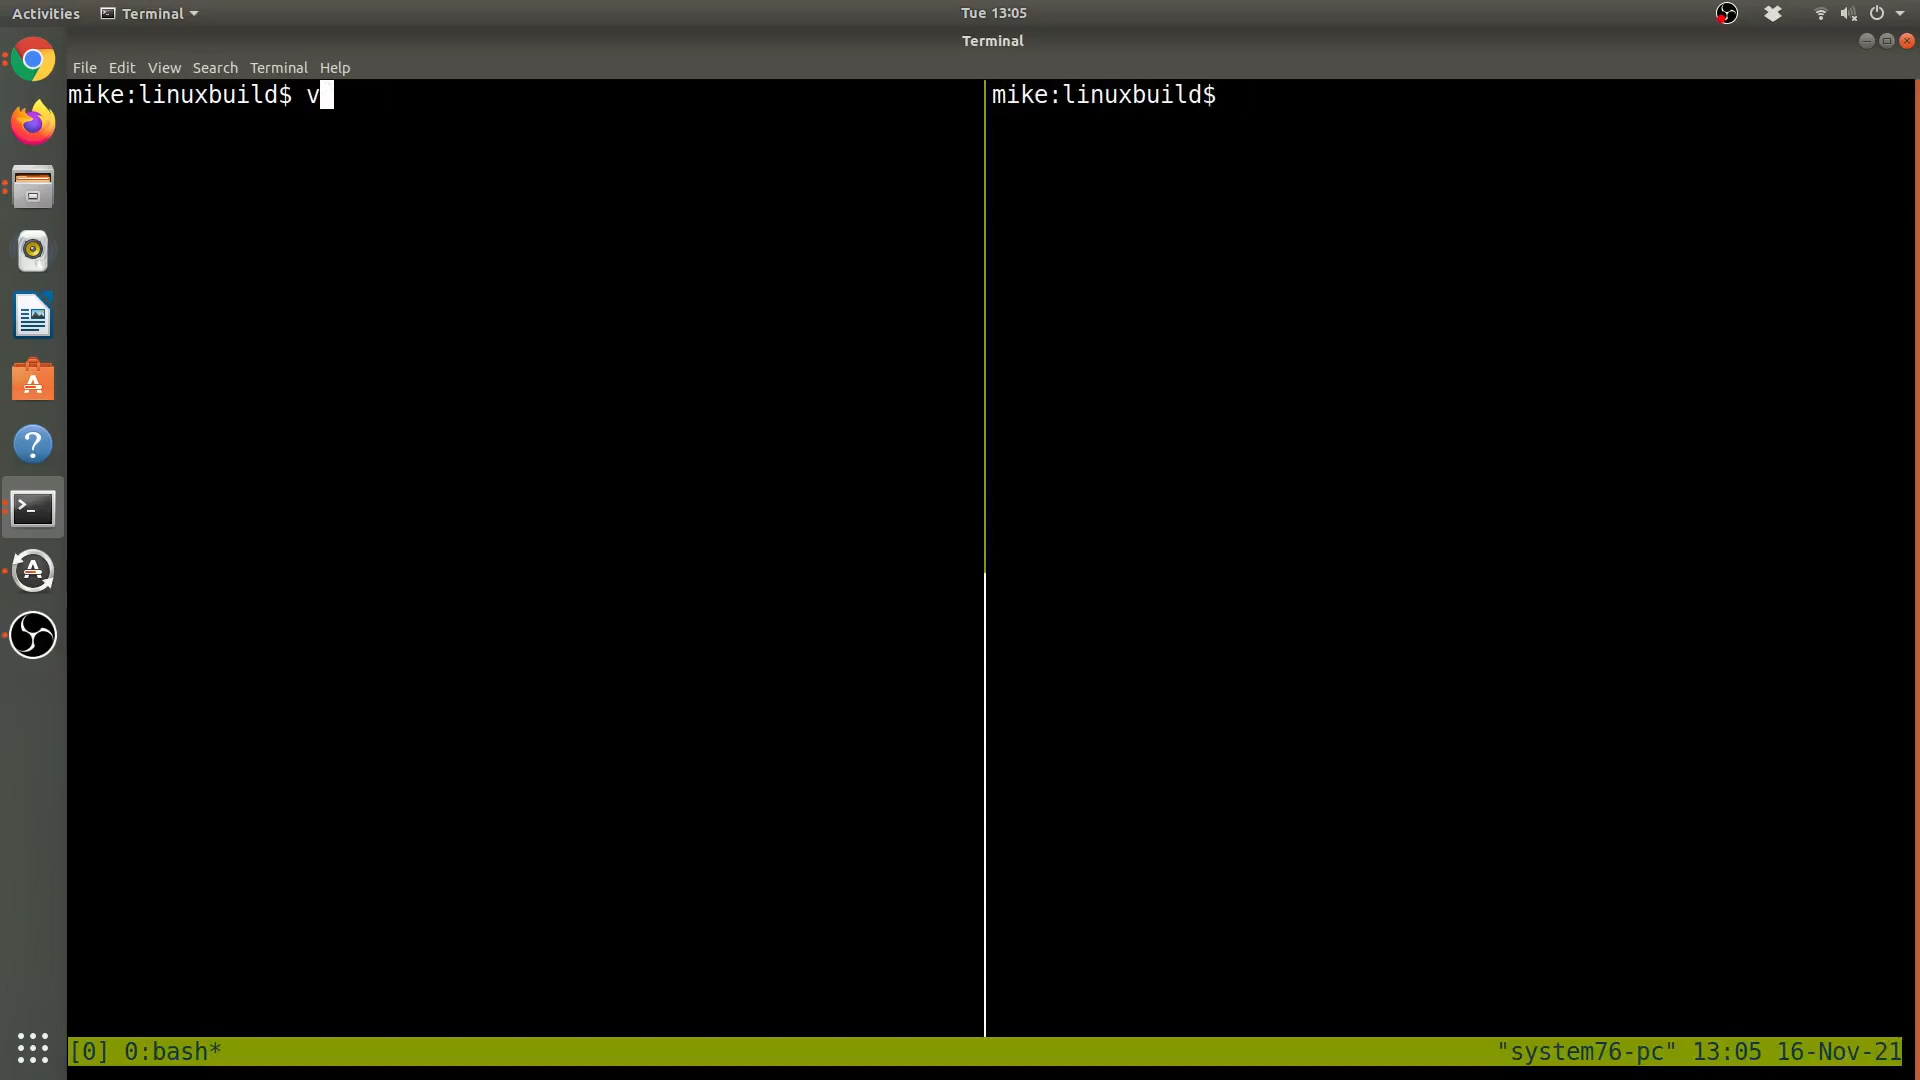 Activities Terminal Tue 13:05
Terminal
File Edit View Search Terminal Help
mike:linuxbuild$ v
mike:linuxbuild$
[0] 0:bash* "system76-pc" 13:05 16-Nov-21